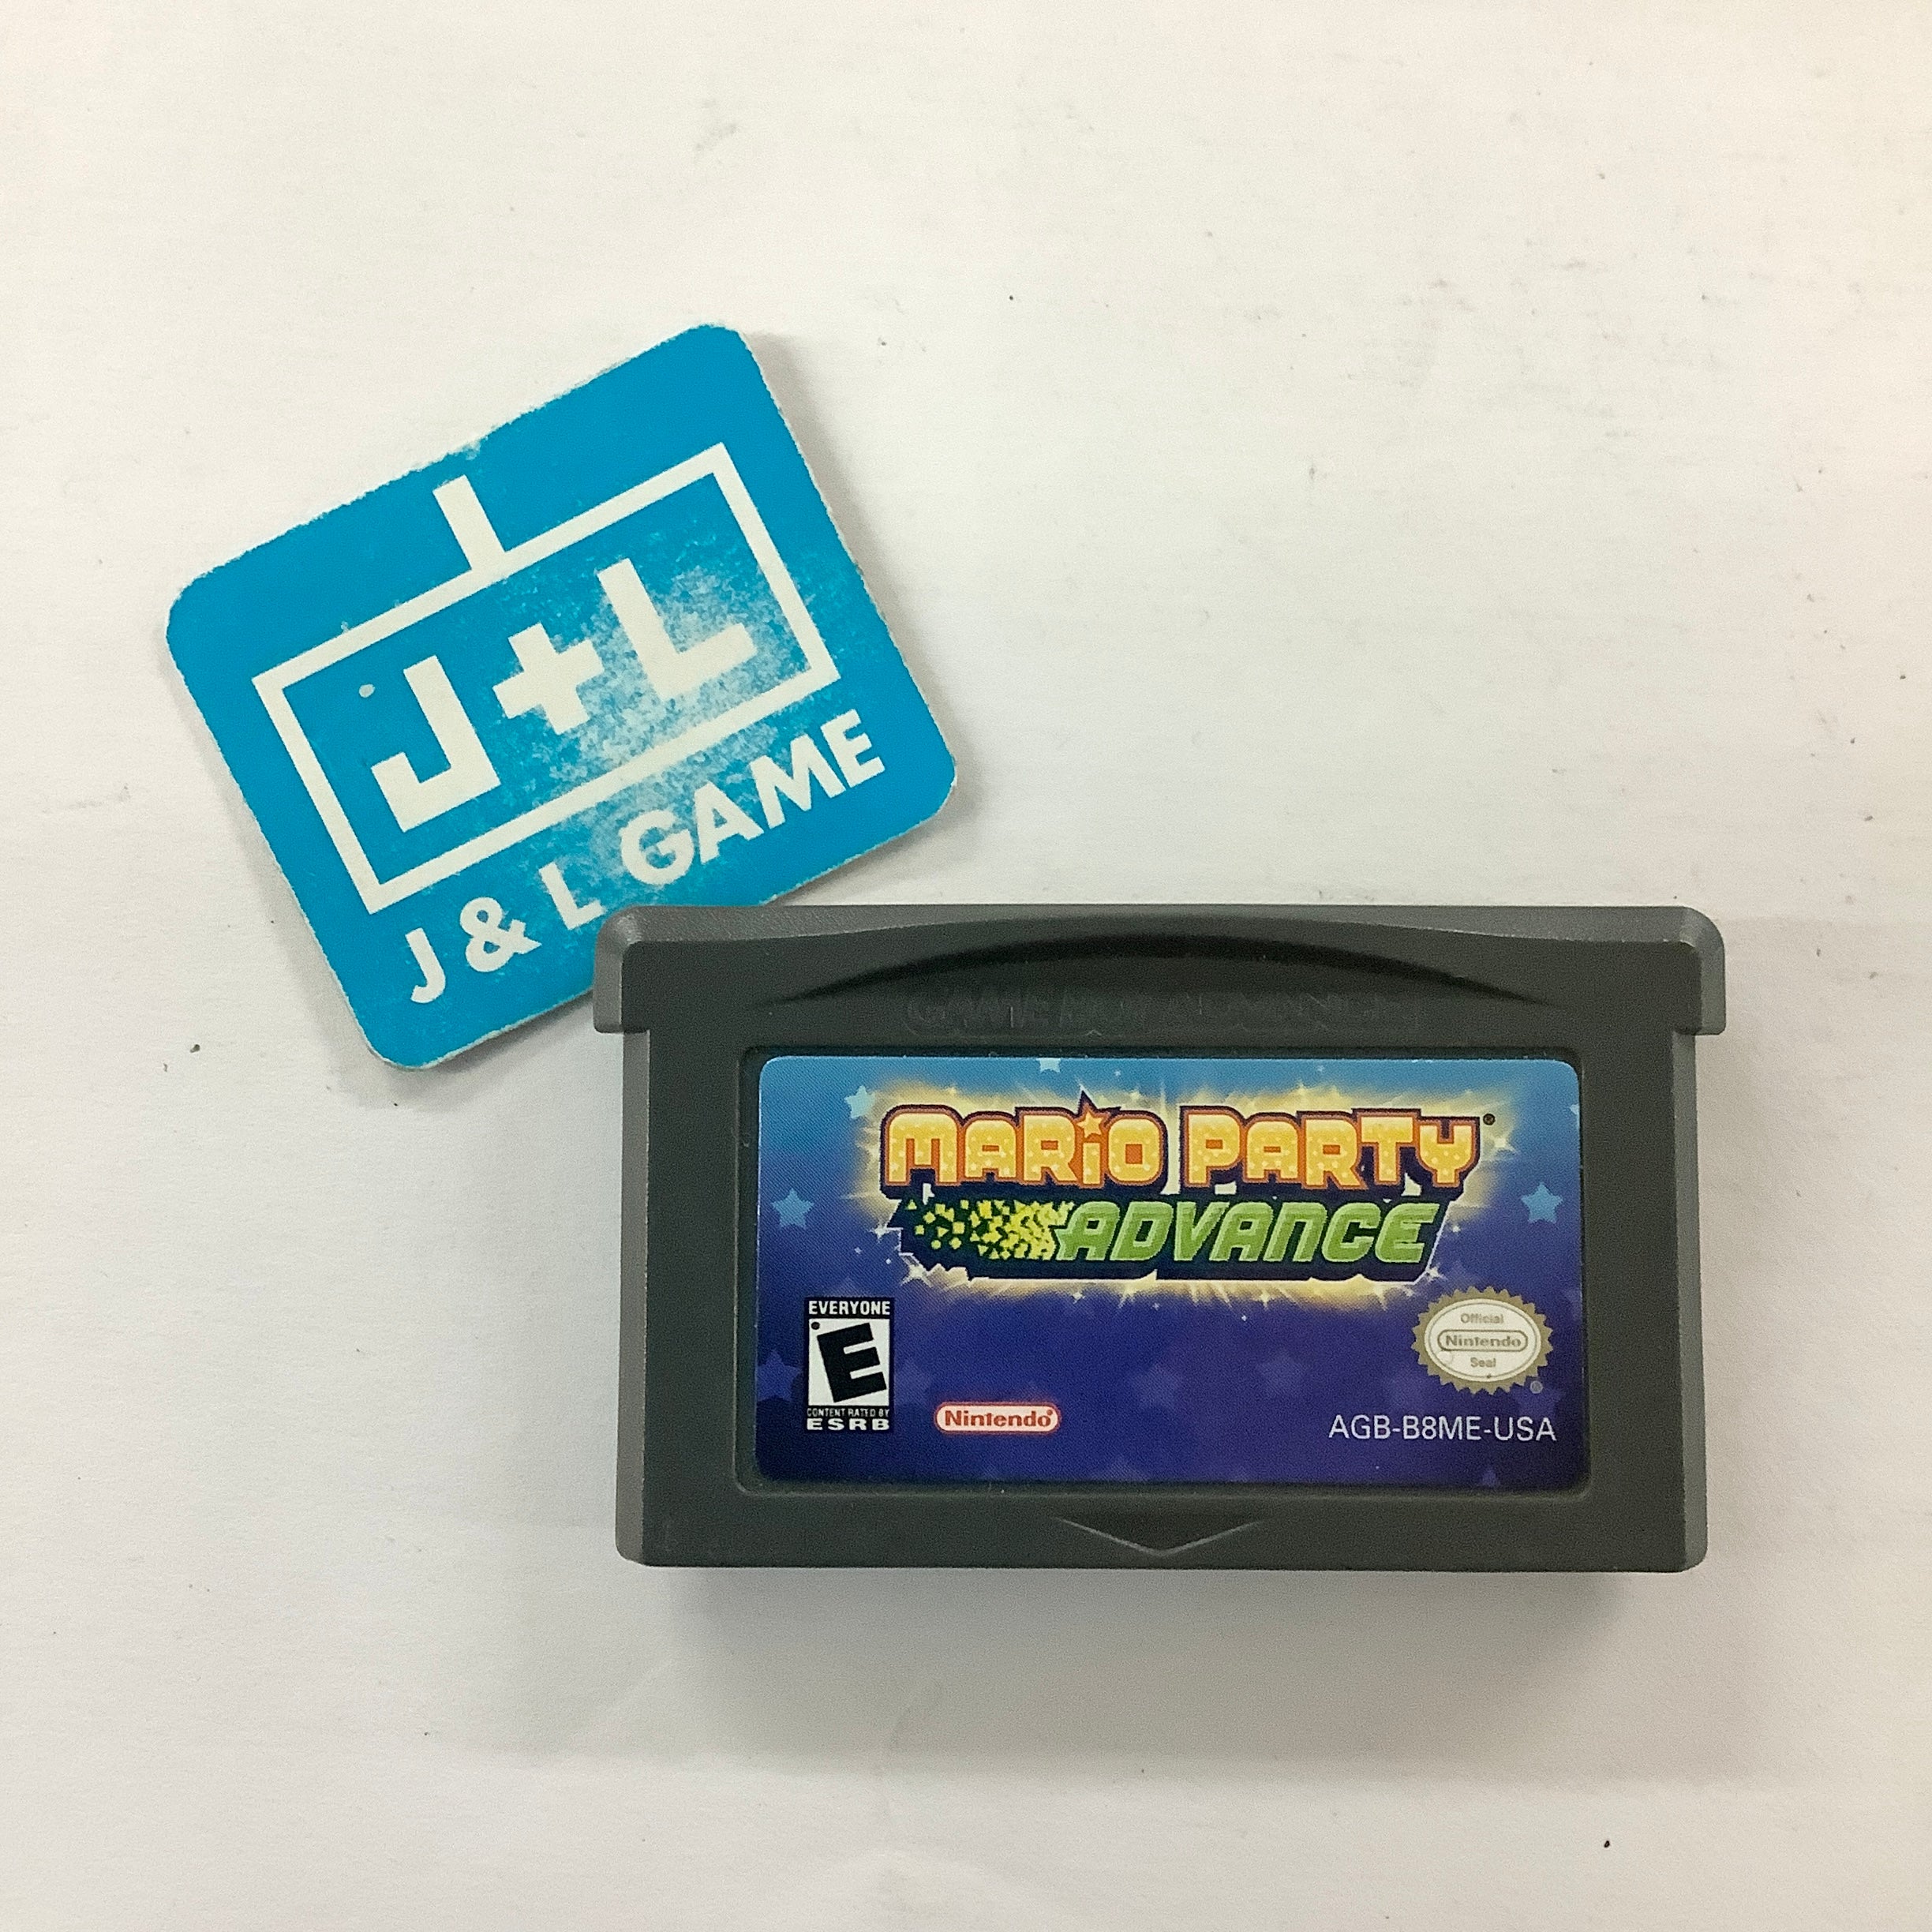 J+L
J & L GAME
GAME BOY ADVANCE
MARiO PARTY
ADVANCE
EVERYONE
E
CONTENT RATED BY
ESRB
Nintendo®
Official
Nintendo
Seal
®
AGB-B8ME-USA